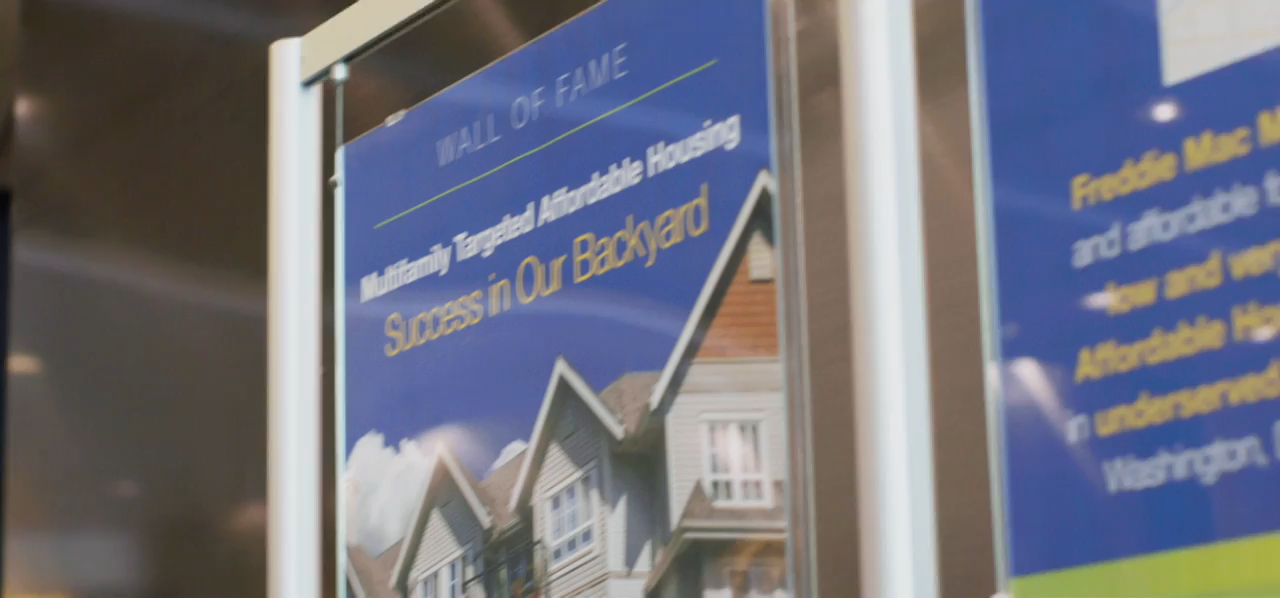 WALL OF FAME
Multifamily Targeted Affordable Housing
Success in Our Backyard
Freddie Mac
and affordable
low and very
Affordable
in underserved
Washington,